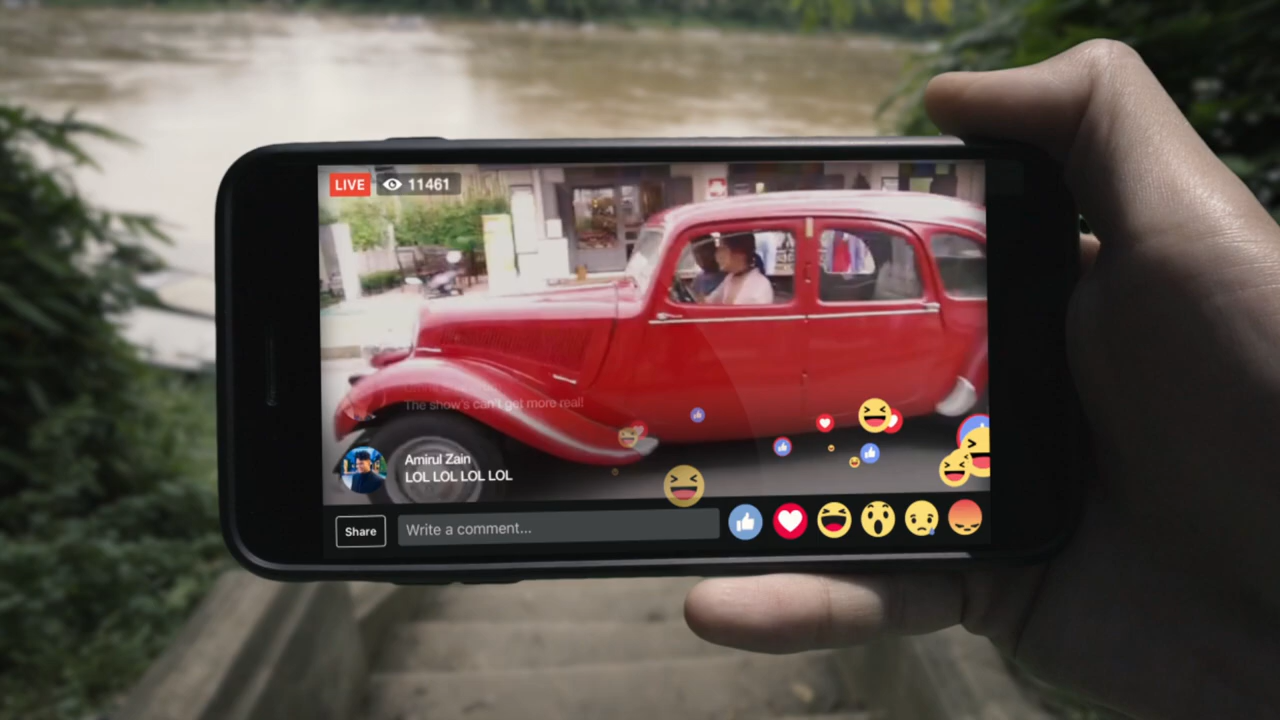 LIVE 11461
The show's can't get more real!
Amirul Zain
LOL LOL LOL LOL
Share
Write a comment...